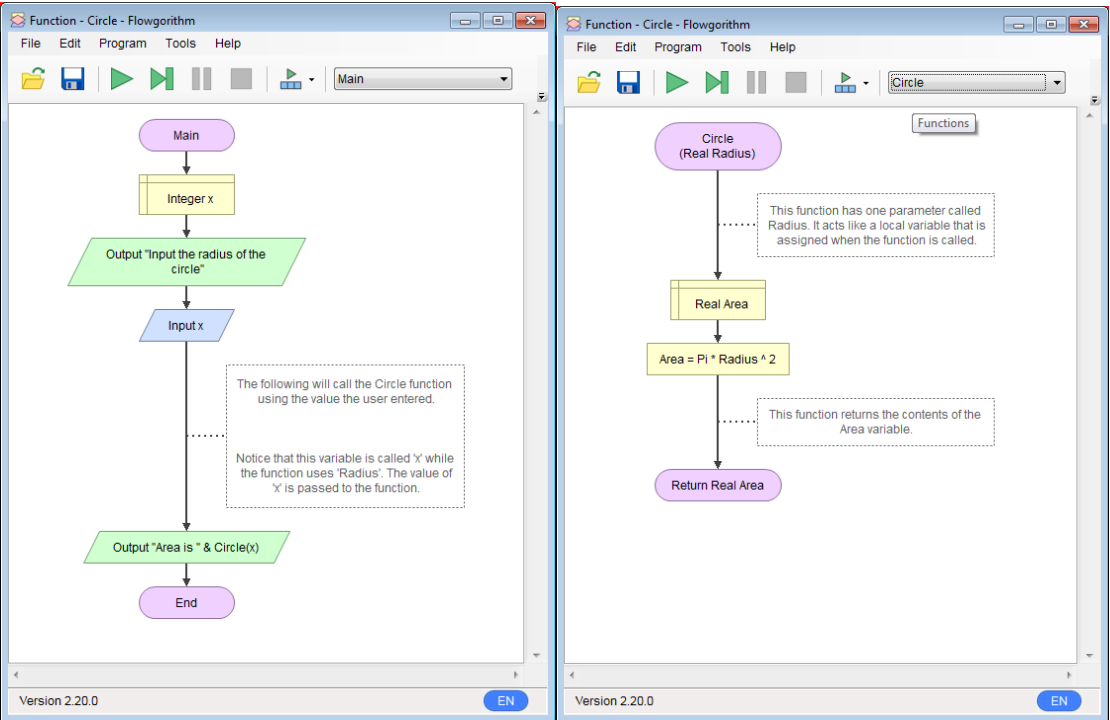 Function - Circle - Flowgorithm
File Edit Program Tools Help
Main
Main
Integer x
Output "Input the radius of the
circle"
Input x
The following will call the Circle function
using the value the user entered.
Notice that this variable is called 'x' while
the function uses 'Radius'. The value of
'x' is passed to the function.
Output "Area is " & Circle(x)
End
Version 2.20.0
EN
Function - Circle - Flowgorithm
File Edit Program Tools Help
Circle
Functions
Circle
(Real Radius)
This function has one parameter called
Radius. It acts like a local variable that is
assigned when the function is called.
Real Area
Area = Pi * Radius ^ 2
This function returns the contents of the
Area variable.
Return Real Area
Version 2.20.0
EN